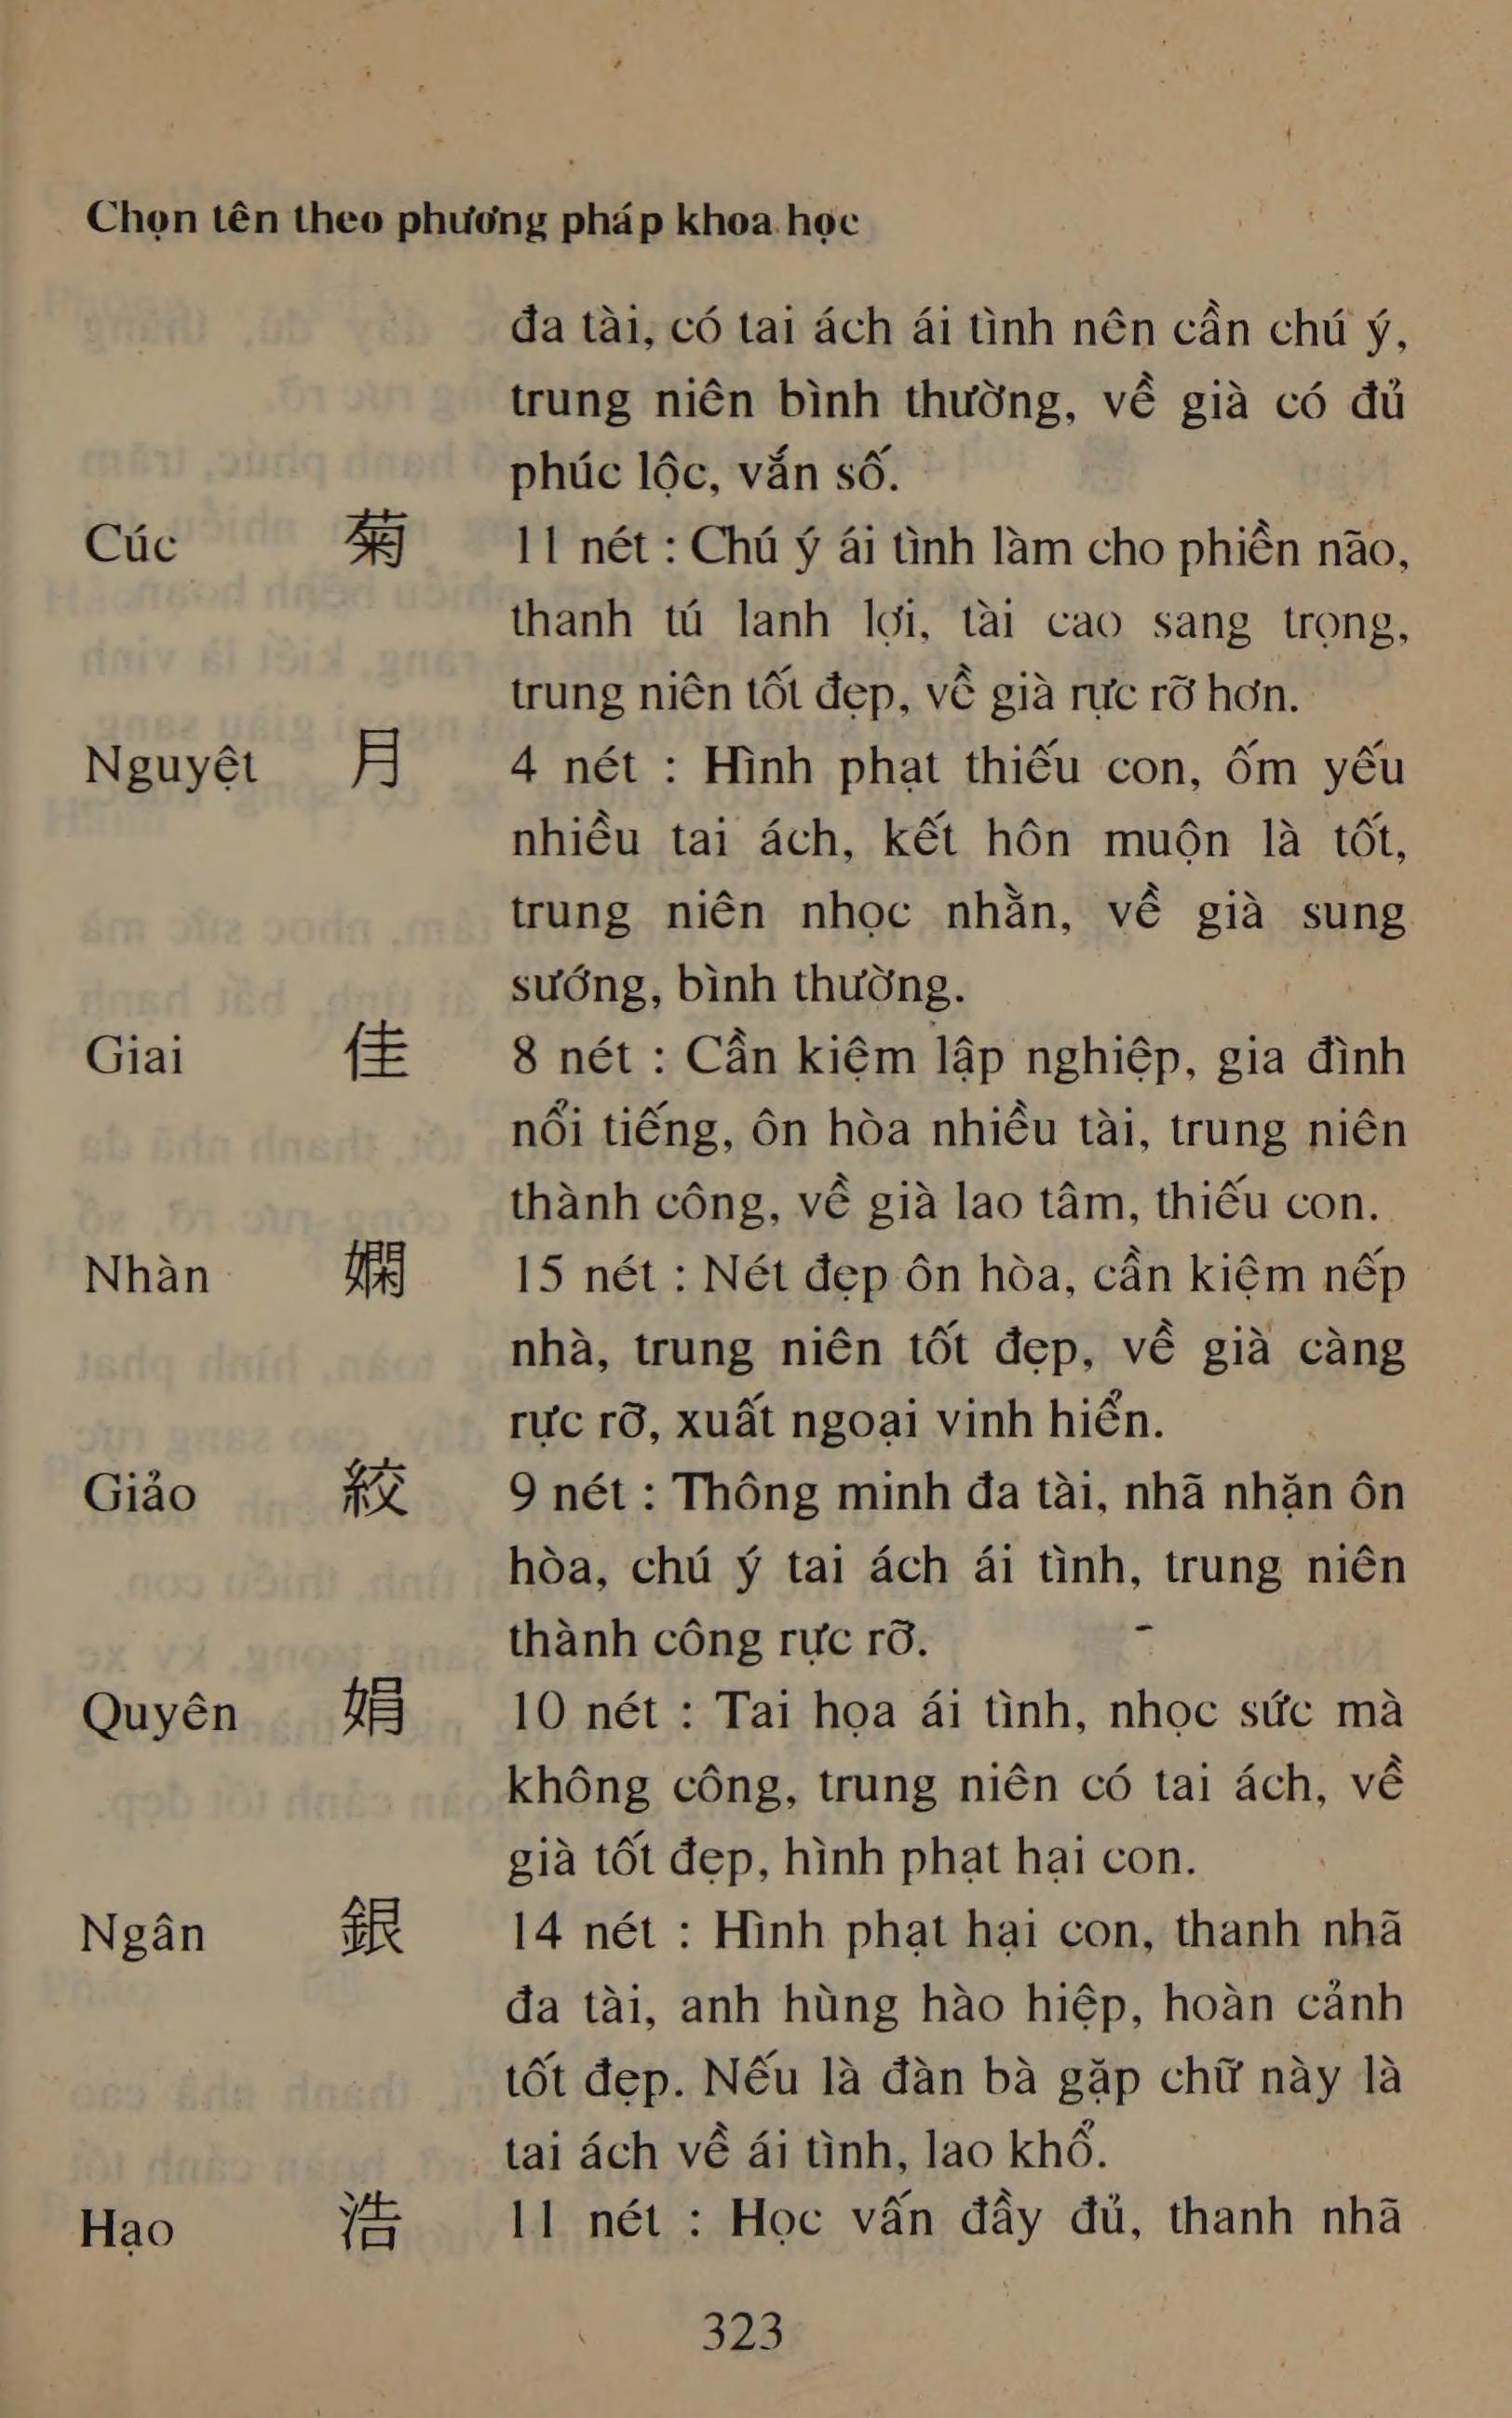 Chọn tên theo phương pháp khoa học
đa tài, có tai ách ái tình nên cần chú ý,
trung niên bình thường, về già có đủ
phúc lộc, vắn số.
Cúc 菊 11 nét : Chú ý ái tình làm cho phiền não,
thanh tú lanh lợi, tài cao sang trọng,
trung niên tốt đẹp, về già rực rỡ hơn.
Nguyệt 月 4 nét : Hình phạt thiếu con, ốm yếu
nhiều tai ách, kết hôn muộn là tốt,
trung niên nhọc nhằn, về già sung
sướng, bình thường.
Giai 佳 8 nét : Cần kiệm lập nghiệp, gia đình
nổi tiếng, ôn hòa nhiều tài, trung niên
thành công, về già lao tâm, thiếu con.
Nhàn 嫻 15 nét : Nét đẹp ôn hòa, cần kiệm nếp
nhà, trung niên tốt đẹp, về già càng
rực rỡ, xuất ngoại vinh hiển.
Giảo 絞 9 nét : Thông minh đa tài, nhã nhặn ôn
hòa, chú ý tai ách ái tình, trung niên
thành công rực rỡ.
Quyên 娟 10 nét : Tai họa ái tình, nhọc sức mà
không công, trung niên có tai ách, về
già tốt đẹp, hình phạt hại con.
Ngân 銀 14 nét : Hình phạt hại con, thanh nhã
đa tài, anh hùng hào hiệp, hoàn cảnh
tốt đẹp. Nếu là đàn bà gặp chữ này là
tai ách về ái tình, lao khổ.
Hạo 浩 11 nét : Học vấn đầy đủ, thanh nhã
323